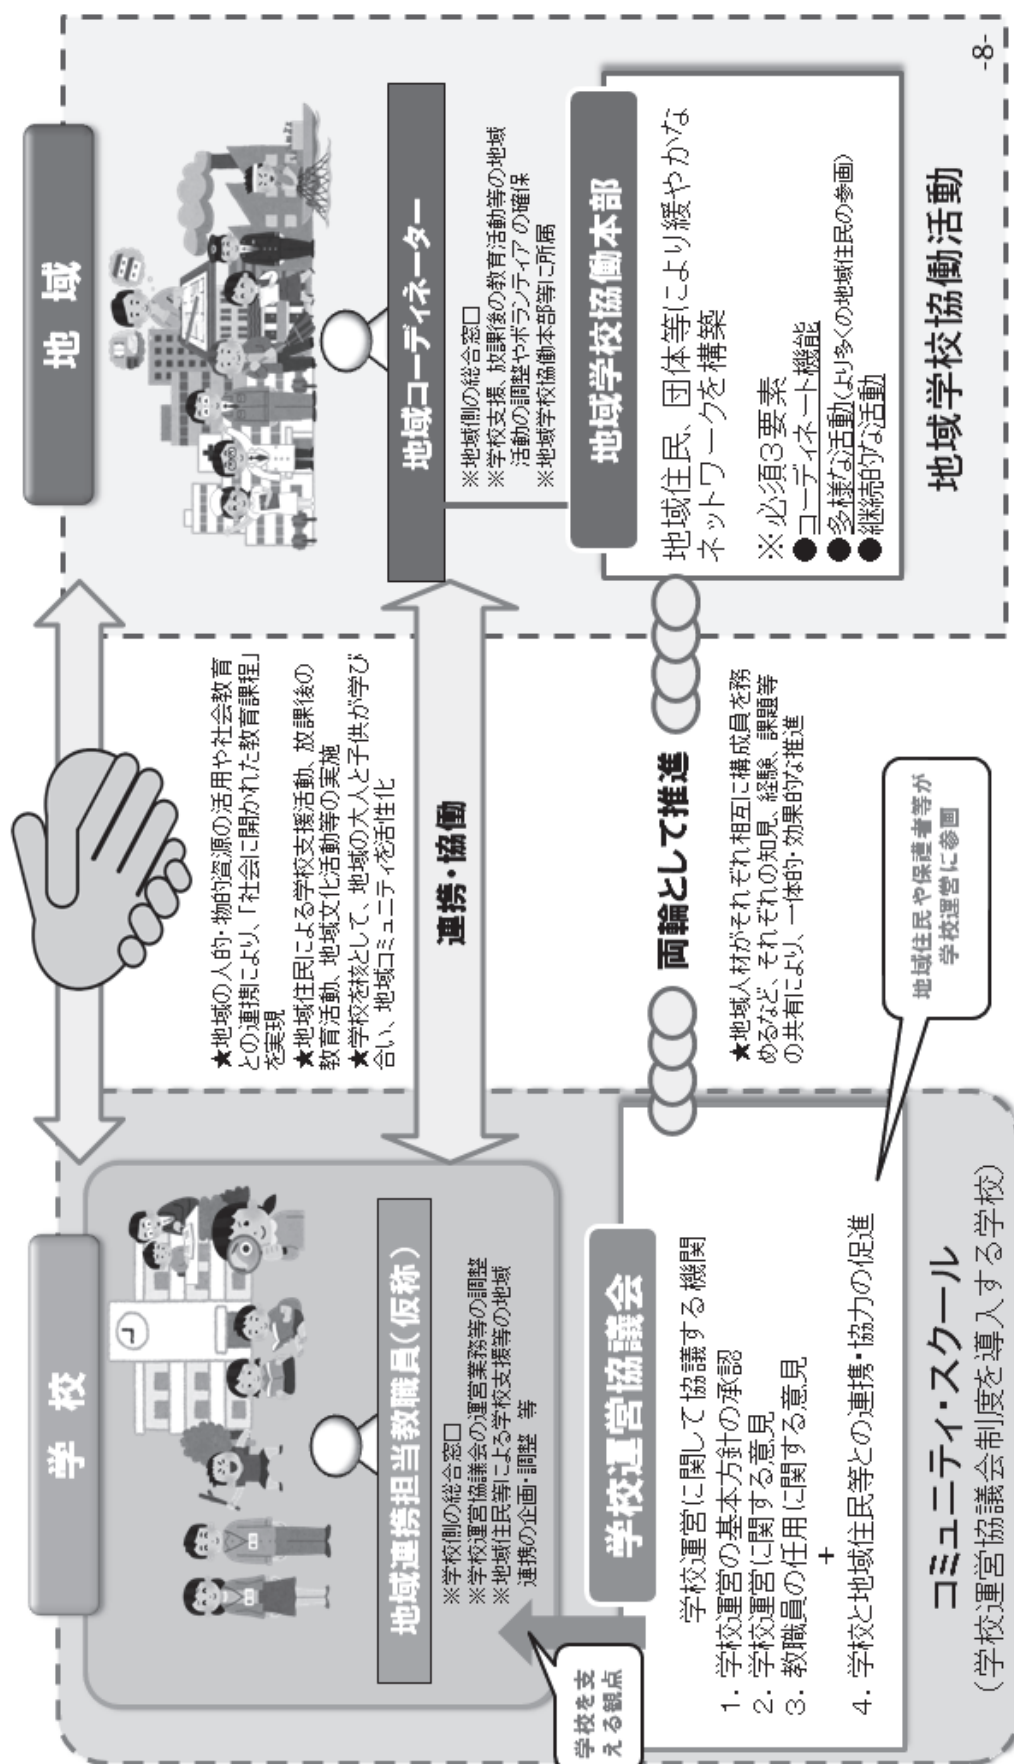 学 校
地域連携担当教職員(仮称)
※学校側の総合窓口
※学校運営協議会の運営業務等の調整
※地域住民等による学校支援等の地域
連携の企画・調整 等
学校を支
える観点
学校運営協議会
学校運営に関して協議する機関
1. 学校運営の基本方針の承認
2. 学校運営に関する意見
3. 教職員の任用に関する意見
+
4. 学校と地域住民等との連携・協力の促進
コミュニティ・スクール
(学校運営協議会制度を導入する学校)
★地域の人的・物的資源の活用や社会教育
との連携により、「社会に開かれた教育課程」
を実現
★地域住民による学校支援活動、放課後の
教育活動、地域文化活動等の実施
★学校を核として、地域の大人と子供が学び
合い、地域コミュニティを活性化
連携・協働
両輪として推進
★地域人材がそれぞれ相互に構成員を務
めるなど、それぞれの知見、経験、課題等
の共有により、一体的・効果的な推進
地域住民や保護者等が
学校運営に参画
地 域
地域コーディネーター
※地域側の総合窓口
※学校支援、放課後の教育活動等の地域
活動の調整やボランティアの確保
※地域学校協働本部等に所属
地域学校協働本部
地域住民、団体等により緩やかな
ネットワークを構築
※必須3要素
●コーディネート機能
●多様な活動(より多くの地域住民の参画)
●継続的な活動
地域学校協働活動
-8-